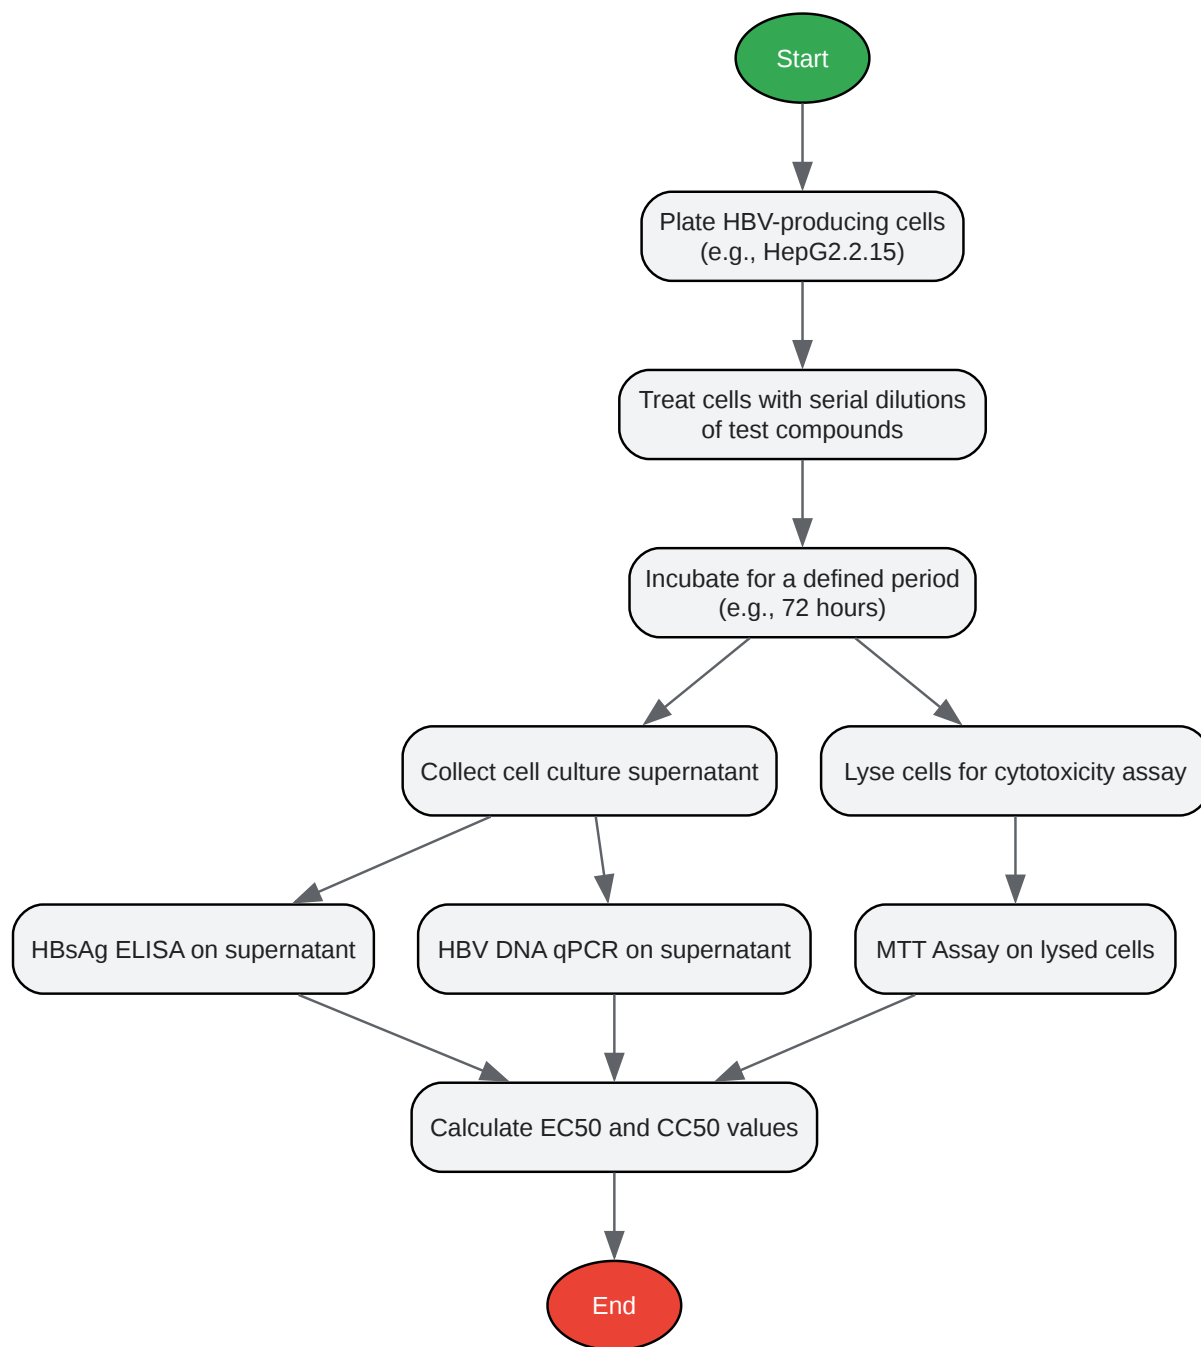 Start
Plate HBV-producing cells
(e.g., HepG2.2.15)
Treat cells with serial dilutions
of test compounds
Incubate for a defined period
(e.g., 72 hours)
Collect cell culture supernatant
Lyse cells for cytotoxicity assay
HBsAg ELISA on supernatant
HBV DNA qPCR on supernatant
MTT Assay on lysed cells
Calculate EC50 and CC50 values
End